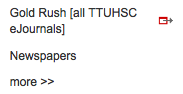 Gold Rush [all TTUHSC
eJournals]
Newspapers
more >>